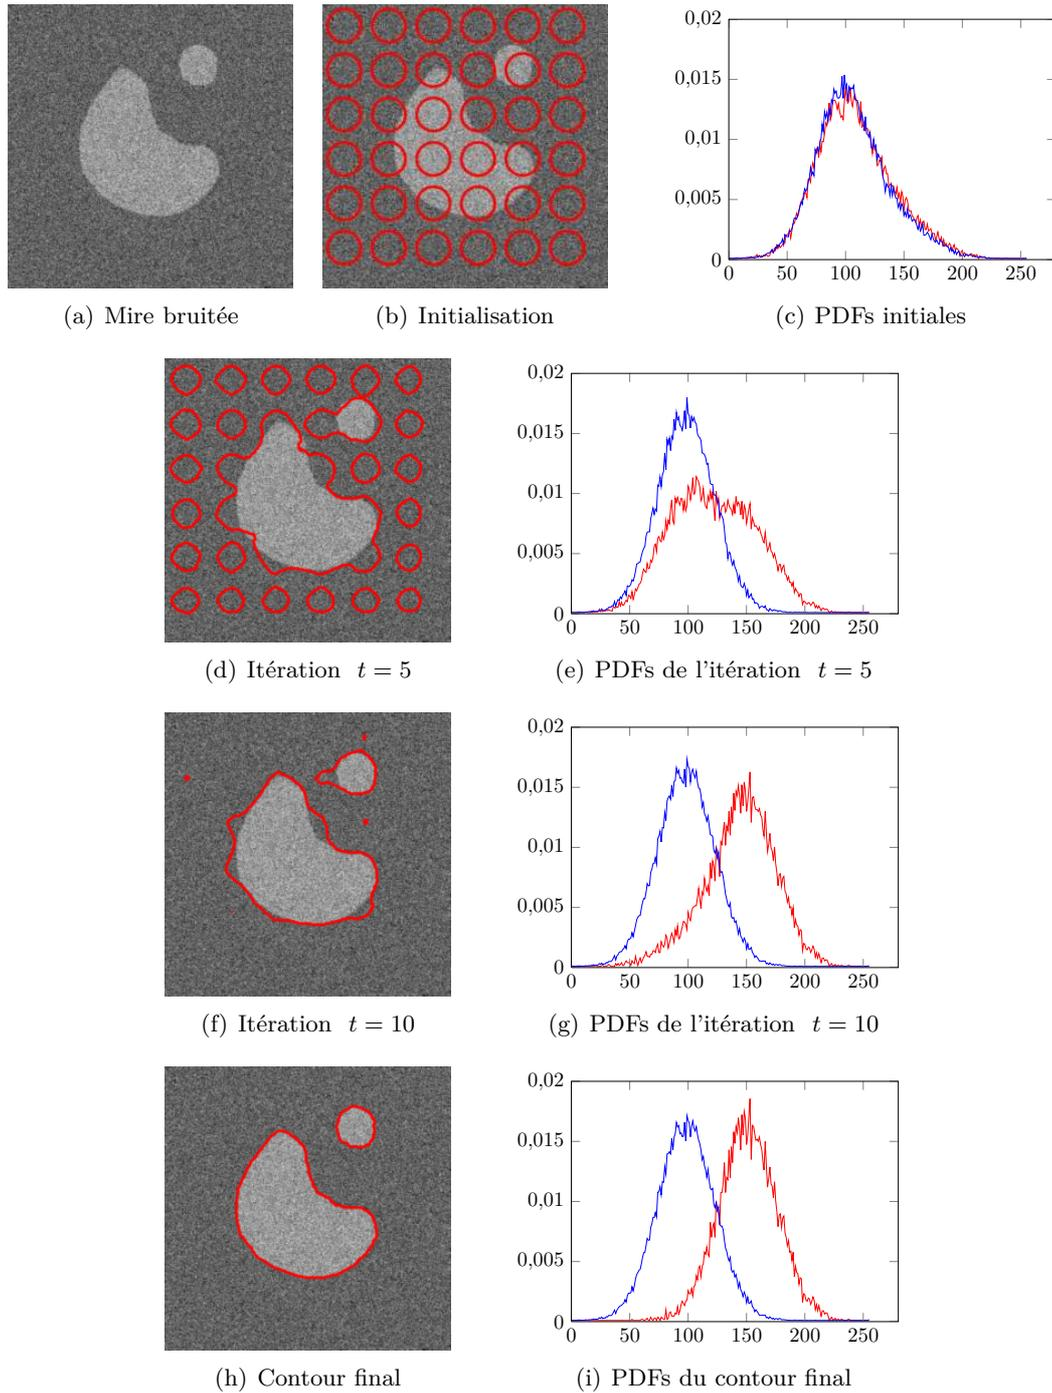 0,02
0,015
0,01
0,005
0
0 50 100 150 200 250
(a) Mire bruitée
(b) Initialisation
(c) PDFs initiales
0,02
0,015
0,01
0,005
0
0 50 100 150 200 250
(d) Itération t = 5
(e) PDFs de l'itération t = 5
0,02
0,015
0,01
0,005
0
0 50 100 150 200 250
(f) Itération t = 10
(g) PDFs de l'itération t = 10
0,02
0,015
0,01
0,005
0
0 50 100 150 200 250
(h) Contour final
(i) PDFs du contour final